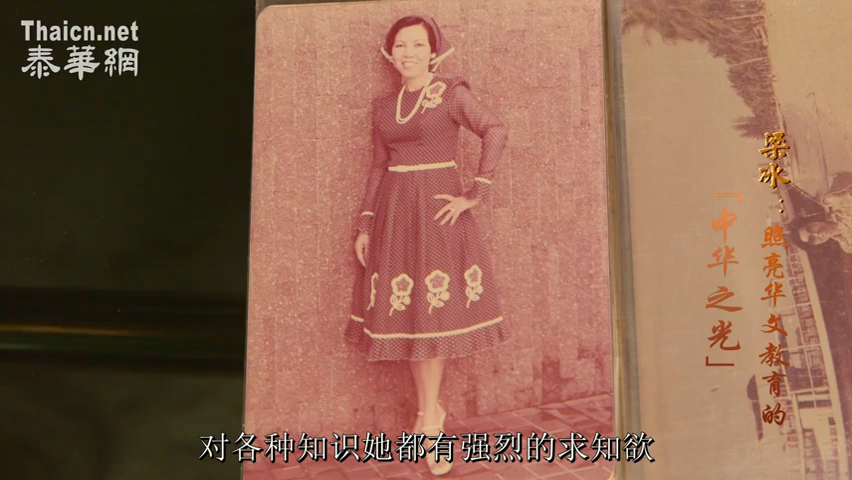 Thaicn.net
泰華網
梁冰：照亮华文教育的
「中华之光」
对各种知识她都有强烈的求知欲